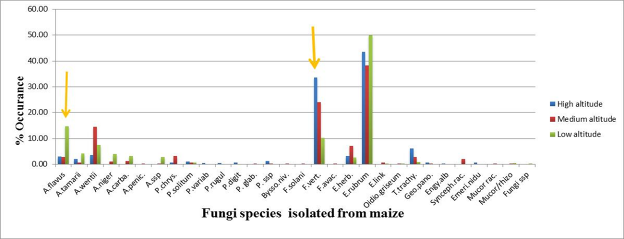 60.00
50.00
40.00
30.00
20.00
10.00
0.00
% Occurance
A.flavus
A.tamarii
A.wentii
A.niger
A.carba.
A.penic.
A.ssp
P.chrys.
P.solitum
P.variab
P.rugul
P.digit
P. glab.
P. ssp
Bysso.niv.
F.solani
F.vert.
F.avac.
E.herb.
E.rubrum
E.link
Oidio.griseum
T.trachy.
Geo.pano.
Engy.alb
Synceph.rac.
Emeri.nidu
Mucor rac.
Mucor/rhizo
Fungi ssp
Fungi species isolated from maize
High altitude
Medium altitude
Low altitude